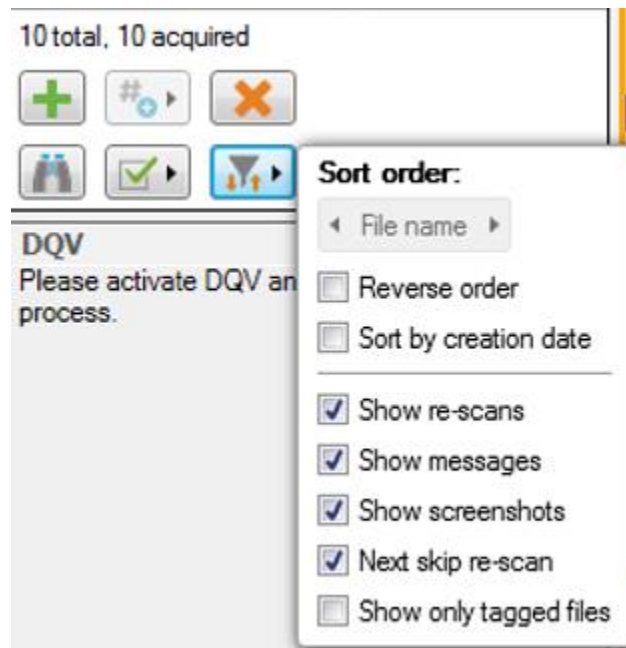 10 total, 10 acquired
#
Sort order:
File name
DQV
Please activate DQV an
process.
Reverse order
Sort by creation date
Show re-scans
Show messages
Show screenshots
Next skip re-scan
Show only tagged files